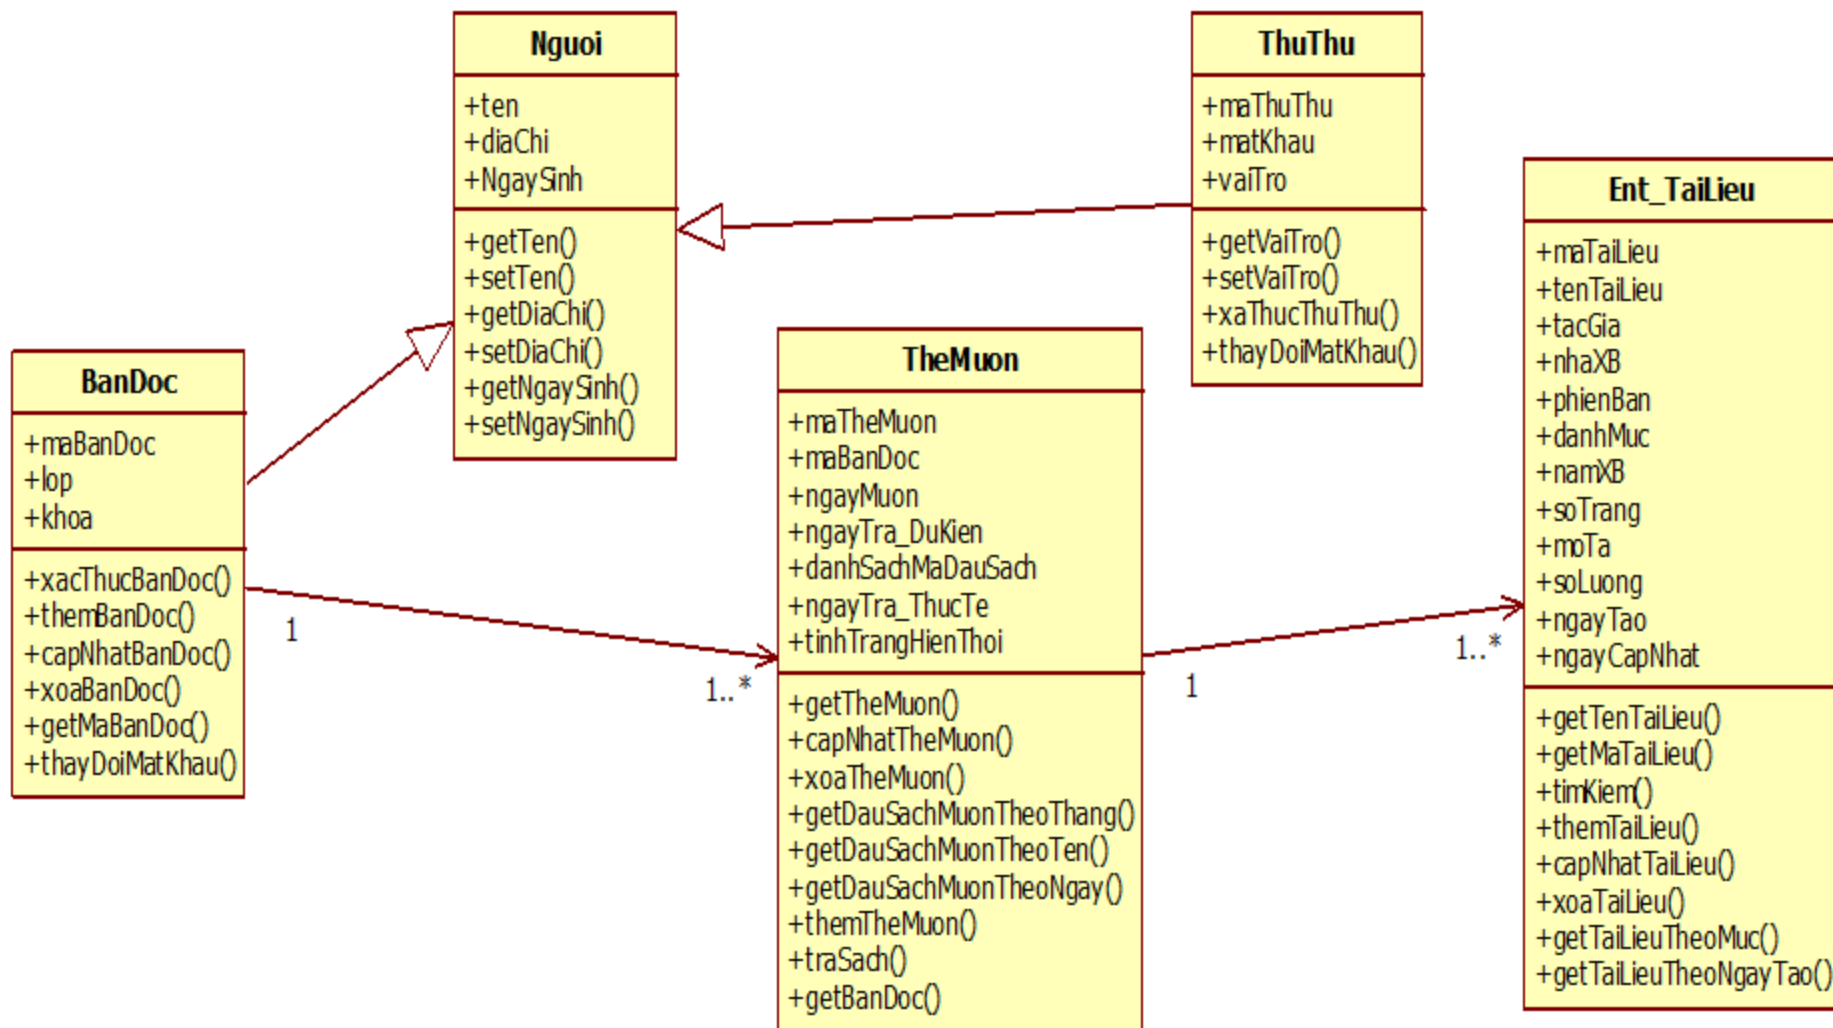 Nguoi
+ten
+diaChi
+NgaySinh
+getTen()
+setTen()
+getDiaChi()
+setDiaChi()
+getNgaySinh()
+setNgaySinh()
ThuThu
+maThuThu
+matKhau
+vaiTro
+getVaiTro()
+setVaiTro()
+xaThucThuThu()
+thayDoiMatKhau()
BanDoc
+maBanDoc
+lop
+khoa
+xacThucBanDoc()
+themBanDoc()
+capNhatBanDoc()
+xoaBanDoc()
+getMaBanDoc()
+thayDoiMatKhau()
1
1..*
TheMuon
+maTheMuon
+maBanDoc
+ngayMuon
+ngayTra_DuKien
+danhSachMaDauSach
+ngayTra_ThucTe
+tinhTrangHienThoi
+getTheMuon()
+capNhatTheMuon()
+xoaTheMuon()
+getDauSachMuonTheoThang()
+getDauSachMuonTheoTen()
+getDauSachMuonTheoNgay()
+themTheMuon()
+traSach()
+getBanDoc()
1
1..*
Ent_TaiLieu
+maTaiLieu
+tenTaiLieu
+tacGia
+nhaXB
+phienBan
+danhMuc
+namXB
+soTrang
+moTa
+soLuong
+ngayTao
+ngayCapNhat
+getTenTaiLieu()
+getMaTaiLieu()
+timKiem()
+themTaiLieu()
+capNhatTaiLieu()
+xoaTaiLieu()
+getTaiLieuTheoMuc()
+getTaiLieuTheoNgayTao()